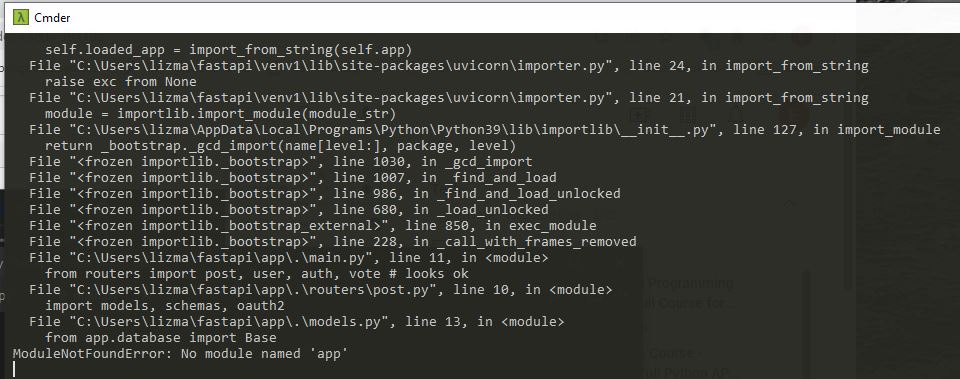 Cmder
self.loaded_app = import_from_string(self.app)
File "C:\Users\lizma\fastapi\venv1\lib\site-packages\uvicorn\importer.py", line 24, in import_from_string
raise exc from None
File "C:\Users\lizma\fastapi\venv1\lib\site-packages\uvicorn\importer.py", line 21, in import_from_string
module = importlib.import_module(module_str)
File "C:\Users\lizma\AppData\Local\Programs\Python\Python39\lib\importlib\__init__.py", line 127, in import_module
return _bootstrap._gcd_import(name[level:], package, level)
File "<frozen importlib._bootstrap>", line 1030, in _gcd_import
File "<frozen importlib._bootstrap>", line 1007, in _find_and_load
File "<frozen importlib._bootstrap>", line 986, in _find_and_load_unlocked
File "<frozen importlib._bootstrap>", line 680, in _load_unlocked
File "<frozen importlib._bootstrap_external>", line 850, in exec_module
File "<frozen importlib._bootstrap>", line 228, in _call_with_frames_removed
File "C:\Users\lizma\fastapi\app\.\main.py", line 11, in <module>
from routers import post, user, auth, vote # looks ok
File "C:\Users\lizma\fastapi\app\.\routers\post.py", line 10, in <module>
import models, schemas, oauth2
File "C:\Users\lizma\fastapi\app\.\models.py", line 13, in <module>
from app.database import Base
ModuleNotFoundError: No module named 'app'
Programming
Full Course for...
Course -
Full Python AP...